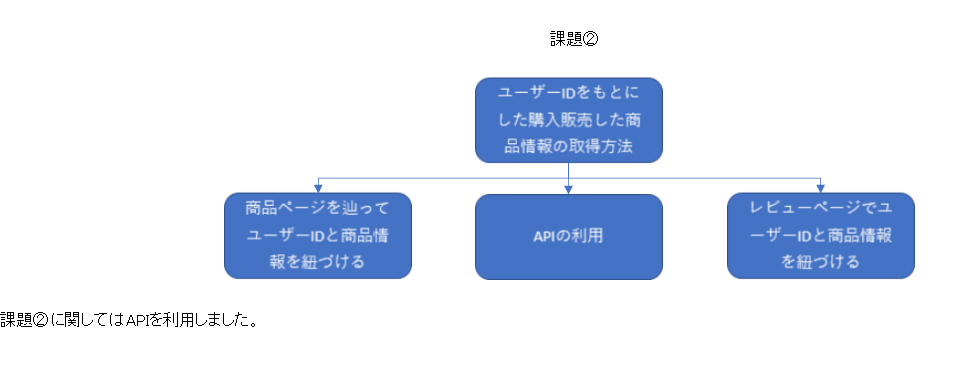 課題②
ユーザーIDをもとに
した購入販売した商
品情報の取得方法
商品ページを辿って
ユーザーIDと商品情
報を紐づける
APIの利用
レビューページでユ
ーザーIDと商品情報
を紐づける
課題②に関してはAPIを利用しました。